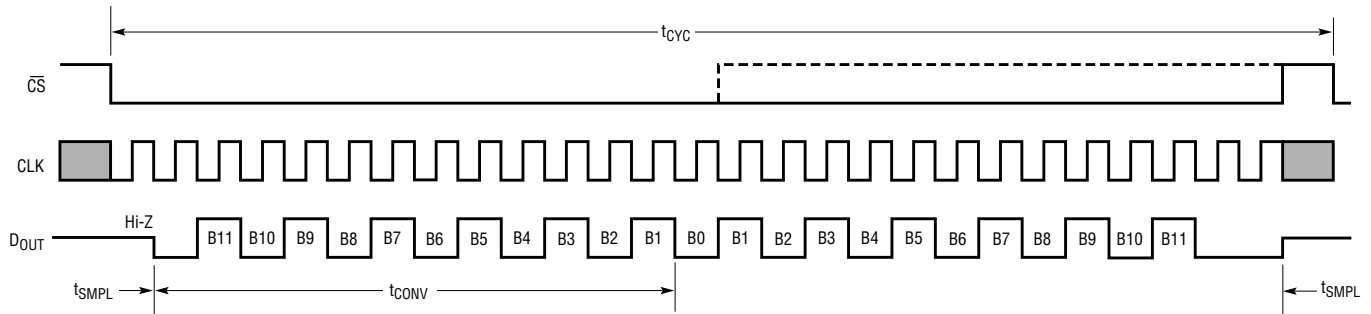 tCYC
C̅S̅
CLK
Hi-Z
DOUT
B11 B10 B9 B8 B7 B6 B5 B4 B3 B2 B1 B0 B1 B2 B3 B4 B5 B6 B7 B8 B9 B10 B11
tSMPL tCONV tSMPL